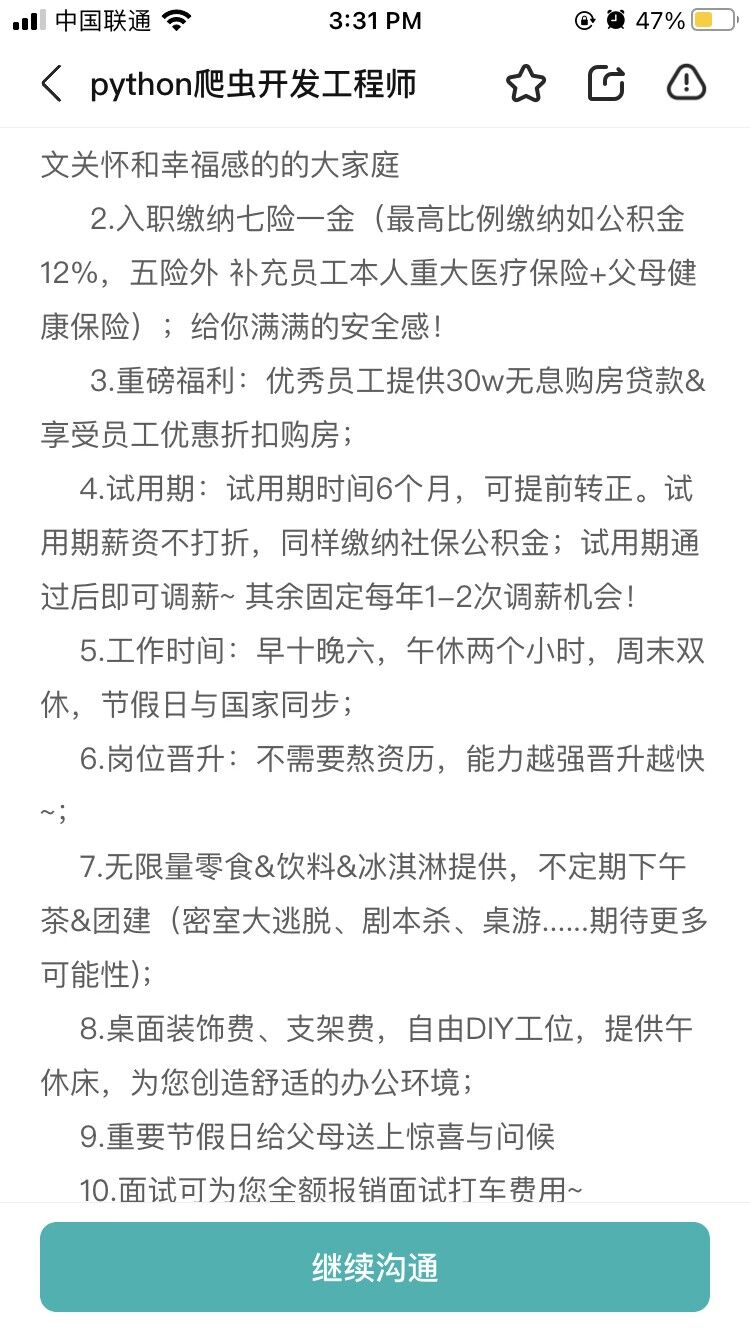 中国联通 3:31 PM 47%
python爬虫开发工程师
文关怀和幸福感的的大家庭
2.入职缴纳七险一金（最高比例缴纳如公积金
12%，五险外 补充员工本人重大医疗保险+父母健
康保险）；给你满满的安全感！
3.重磅福利：优秀员工提供30w无息购房贷款&
享受员工优惠折扣购房；
4.试用期：试用期时间6个月，可提前转正。试
用期薪资不打折，同样缴纳社保公积金；试用期通
过后即可调薪~ 其余固定每年1-2次调薪机会！
5.工作时间：早十晚六，午休两个小时，周末双
休，节假日与国家同步；
6.岗位晋升：不需要熬资历，能力越强晋升越快
~；
7.无限量零食&饮料&冰淇淋提供，不定期下午
茶&团建（密室大逃脱、剧本杀、桌游......期待更多
可能性)；
8.桌面装饰费、支架费，自由DIY工位，提供午
休床，为您创造舒适的办公环境；
9.重要节假日给父母送上惊喜与问候
10.面试可为您全额报销面试打车费用~
继续沟通